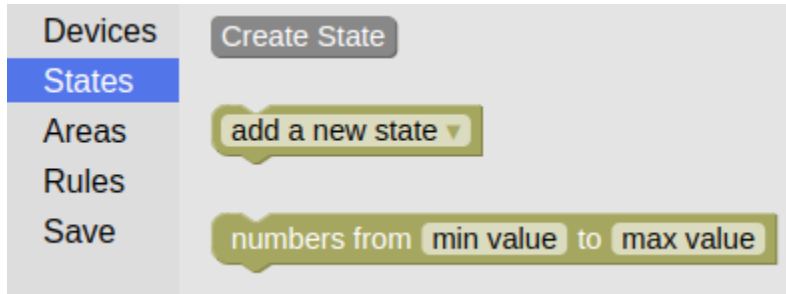 Devices
States
Areas
Rules
Save
Create State
add a new state
numbers from min value to max value